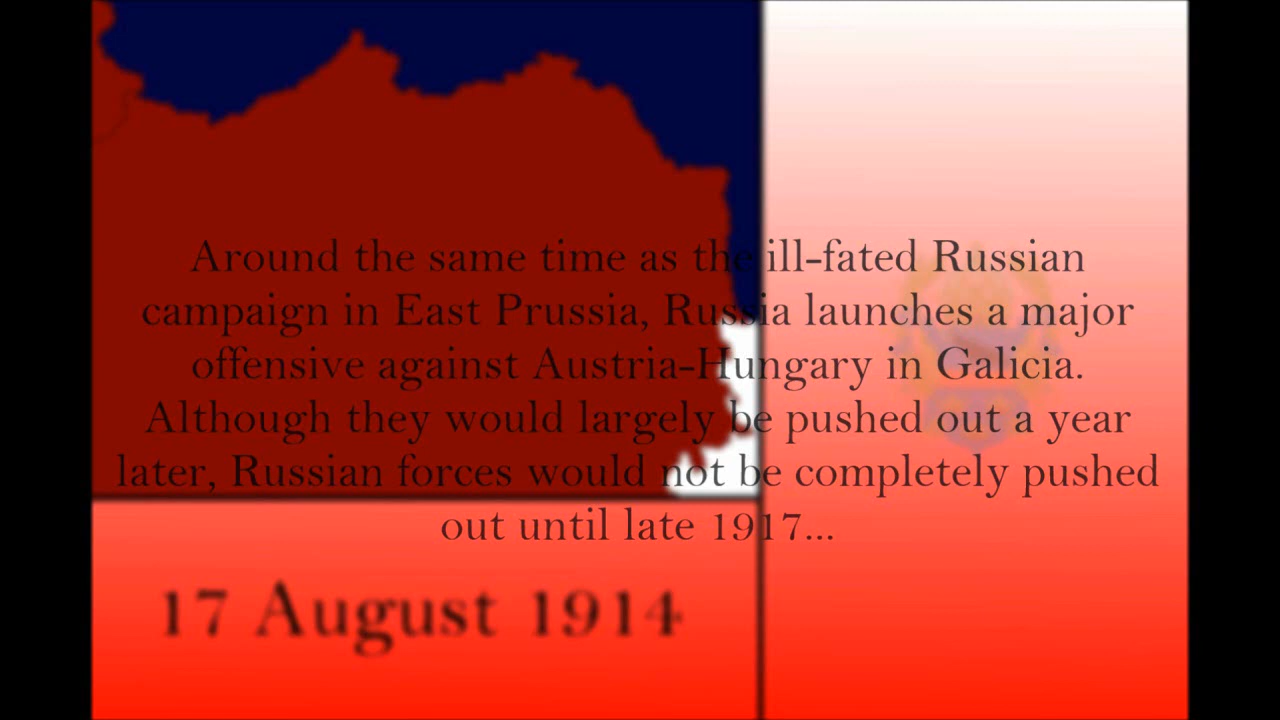 Around the same time as the ill-fated Russian
campaign in East Prussia, Russia launches a major
offensive against Austria-Hungary in Galicia.
Although they would largely be pushed out a year
later, Russian forces would not be completely pushed
out until late 1917...
17 August 1914